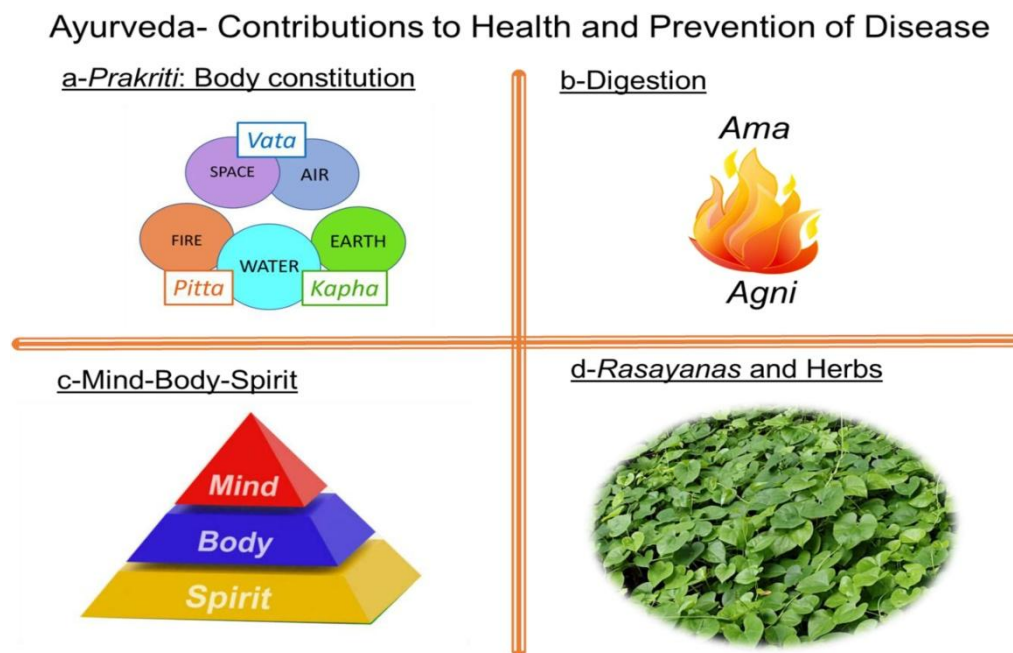 Ayurveda- Contributions to Health and Prevention of Disease
a-Prakriti: Body constitution
Vata
SPACE
AIR
FIRE
WATER
EARTH
Pitta
Kapha
b-Digestion
Ama
Agni
c-Mind-Body-Spirit
Mind
Body
Spirit
d-Rasayanas and Herbs